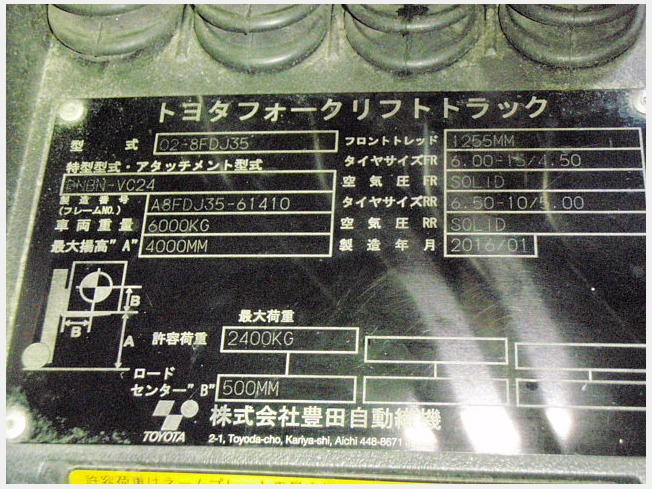 トヨタフォークリフトトラック
型 式 02-8FDJ35 フロントトレッド 1255MM
特型型式・アタッチメント型式 タイヤサイズFR 6.00-15/4.50
DNBN-VC24 空気圧 FR SOLID
製造番号 (フレームNO.) A8FDJ35-61410 タイヤサイズRR 6.50-10/5.00
車両重量 6000KG 空気圧 RR SOLID
最大揚高"A" 4000MM 製造年月 2016/01
B
B A
最大荷重
許容荷重 2400KG
ロード
センター"B" 500MM
株式会社豊田自動織機
TOYOTA 2-1, Toyoda-cho, Kariya-shi, Aichi 448-8671